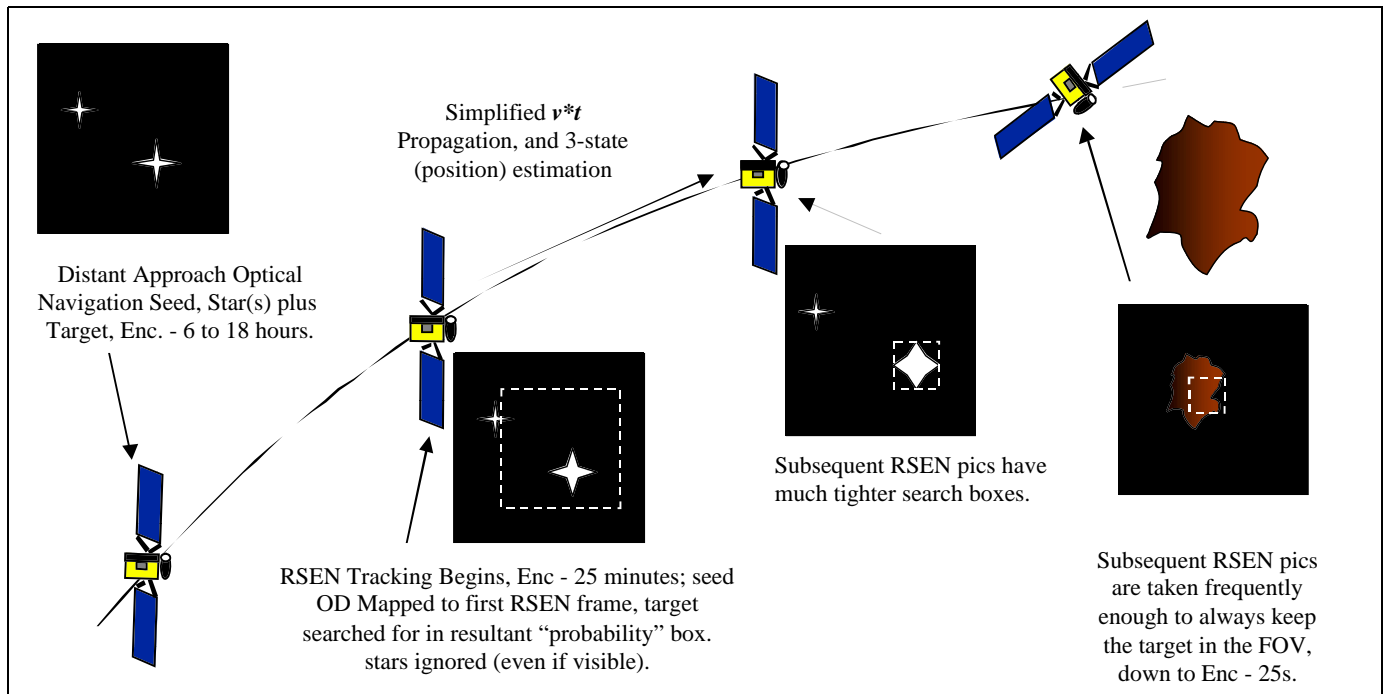 Simplified v*t
Propagation, and 3-state
(position) estimation
Distant Approach Optical
Navigation Seed, Star(s) plus
Target, Enc. - 6 to 18 hours.
Subsequent RSEN pics have
much tighter search boxes.
RSEN Tracking Begins, Enc - 25 minutes; seed
OD Mapped to first RSEN frame, target
searched for in resultant “probability” box.
stars ignored (even if visible).
Subsequent RSEN pics
are taken frequently
enough to always keep
the target in the FOV,
down to Enc - 25s.